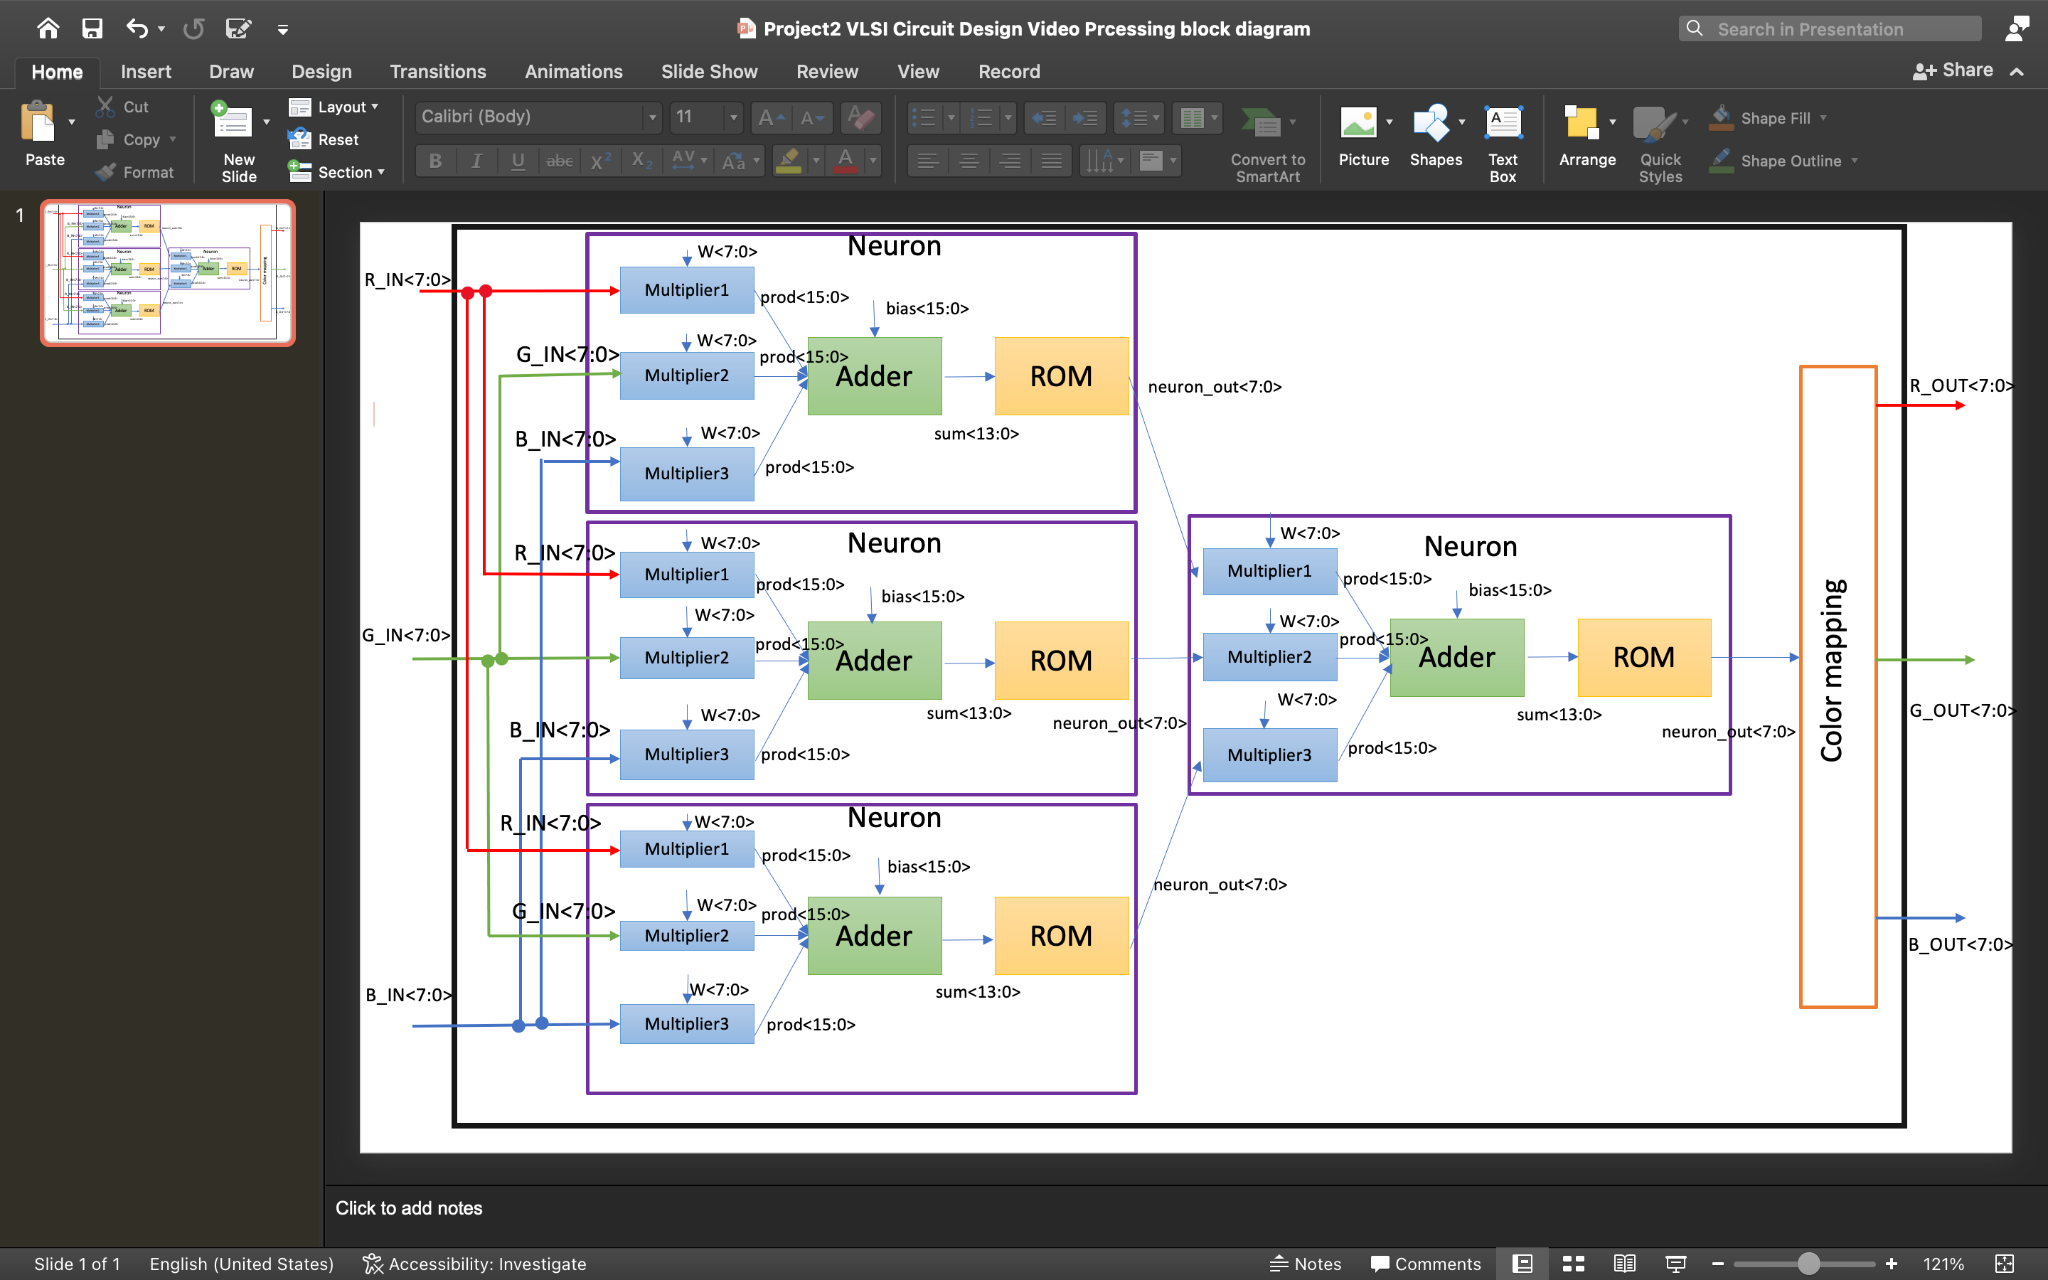 Project2 VLSI Circuit Design Video Prcessing block diagram
Search in Presentation
Home Insert Draw Design Transitions Animations Slide Show Review View Record Share
Paste
Cut
Copy
Format
New Slide
Layout
Reset
Section
Calibri (Body) 11
Convert to SmartArt
Picture
Shapes
Text Box
Arrange
Quick Styles
Shape Fill
Shape Outline
1
R_IN<7:0>
G_IN<7:0>
B_IN<7:0>
Neuron
W<7:0>
Multiplier1
prod<15:0>
bias<15:0>
G_IN<7:0>
W<7:0>
Multiplier2
prod<15:0>
Adder
ROM
neuron_out<7:0>
sum<13:0>
B_IN<7:0>
W<7:0>
Multiplier3
prod<15:0>
Neuron
R_IN<7:0>
W<7:0>
Multiplier1
prod<15:0>
bias<15:0>
W<7:0>
Multiplier2
prod<15:0>
Adder
ROM
sum<13:0>
neuron_out<7:0>
B_IN<7:0>
W<7:0>
Multiplier3
prod<15:0>
Neuron
R_IN<7:0>
W<7:0>
Multiplier1
prod<15:0>
bias<15:0>
G_IN<7:0>
W<7:0>
Multiplier2
prod<15:0>
Adder
ROM
neuron_out<7:0>
sum<13:0>
W<7:0>
Multiplier3
prod<15:0>
Neuron
W<7:0>
Multiplier1
prod<15:0>
bias<15:0>
W<7:0>
Multiplier2
prod<15:0>
Adder
ROM
sum<13:0>
neuron_out<7:0>
W<7:0>
Multiplier3
prod<15:0>
Color mapping
R_OUT<7:0>
G_OUT<7:0>
B_OUT<7:0>
Click to add notes
Slide 1 of 1 English (United States) Accessibility: Investigate Notes Comments 121%